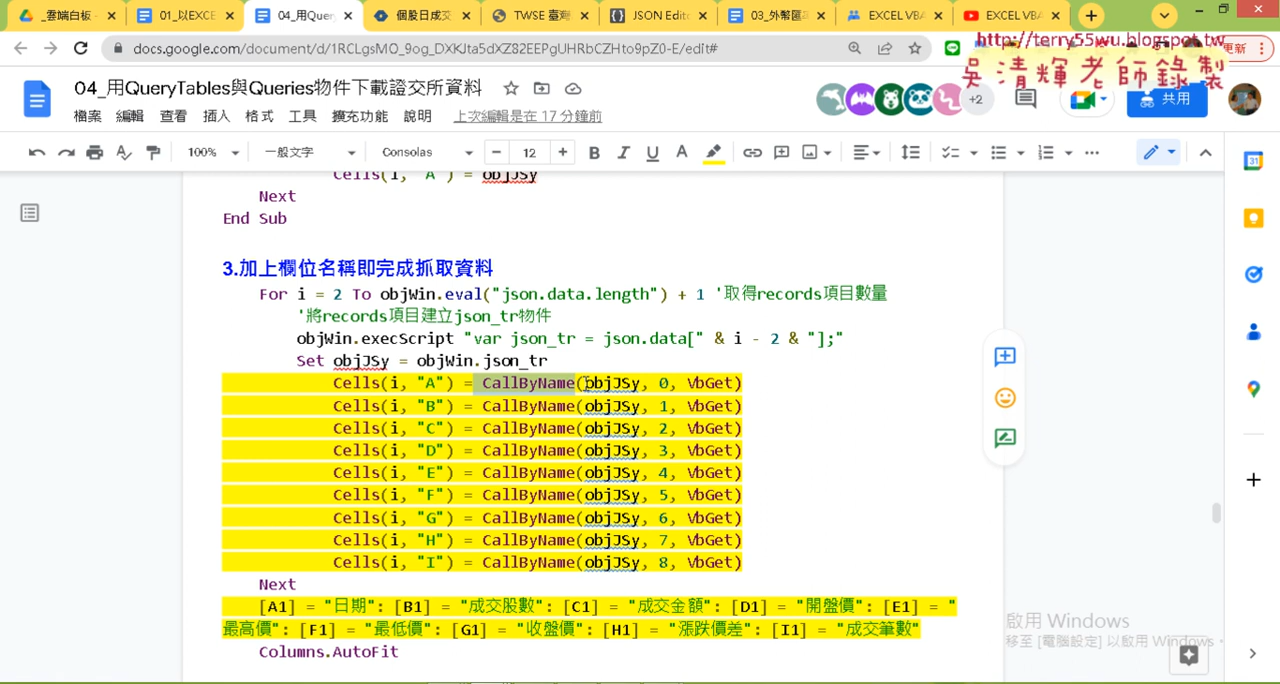 _雲端白板-
01_以EXCE
04_用Quer
個股日成交
TWSE 臺灣
JSON Edito
03_外幣匯
EXCEL VBA
EXCEL VBA
docs.google.com/document/d/1RCLgsMO_9og_DXKJta5dXZ82EEPgUHRbCZHto9pZ0-E/edit#
更新
http://terry55wu.blogspot.tw
吳清輝老師錄製
04_用QueryTables與Queries物件下載證交所資料
+2
共用
檔案 編輯 查看 插入 格式 工具 擴充功能 說明 上次編輯是在 17 分鐘前
100% 一般文字 Consolas 12 B I U A
31
Cells(i, "A") = objJSy
Next
End Sub
3.加上欄位名稱即完成抓取資料
For i = 2 To objWin.eval("json.data.length") + 1 '取得records項目數量
'將records項目建立json_tr物件
objWin.execScript "var json_tr = json.data[" & i - 2 & "];"
Set objJSy = objWin.json_tr
Cells(i, "A") = CallByName(objJSy, 0, VbGet)
Cells(i, "B") = CallByName(objJSy, 1, VbGet)
Cells(i, "C") = CallByName(objJSy, 2, VbGet)
Cells(i, "D") = CallByName(objJSy, 3, VbGet)
Cells(i, "E") = CallByName(objJSy, 4, VbGet)
Cells(i, "F") = CallByName(objJSy, 5, VbGet)
Cells(i, "G") = CallByName(objJSy, 6, VbGet)
Cells(i, "H") = CallByName(objJSy, 7, VbGet)
Cells(i, "I") = CallByName(objJSy, 8, VbGet)
Next
[A1] = "日期": [B1] = "成交股數": [C1] = "成交金額": [D1] = "開盤價": [E1] = "
最高價": [F1] = "最低價": [G1] = "收盤價": [H1] = "漲跌價差": [I1] = "成交筆數"
Columns.AutoFit
啟用 Windows
移至 [電腦設定] 以啟用 Windows。